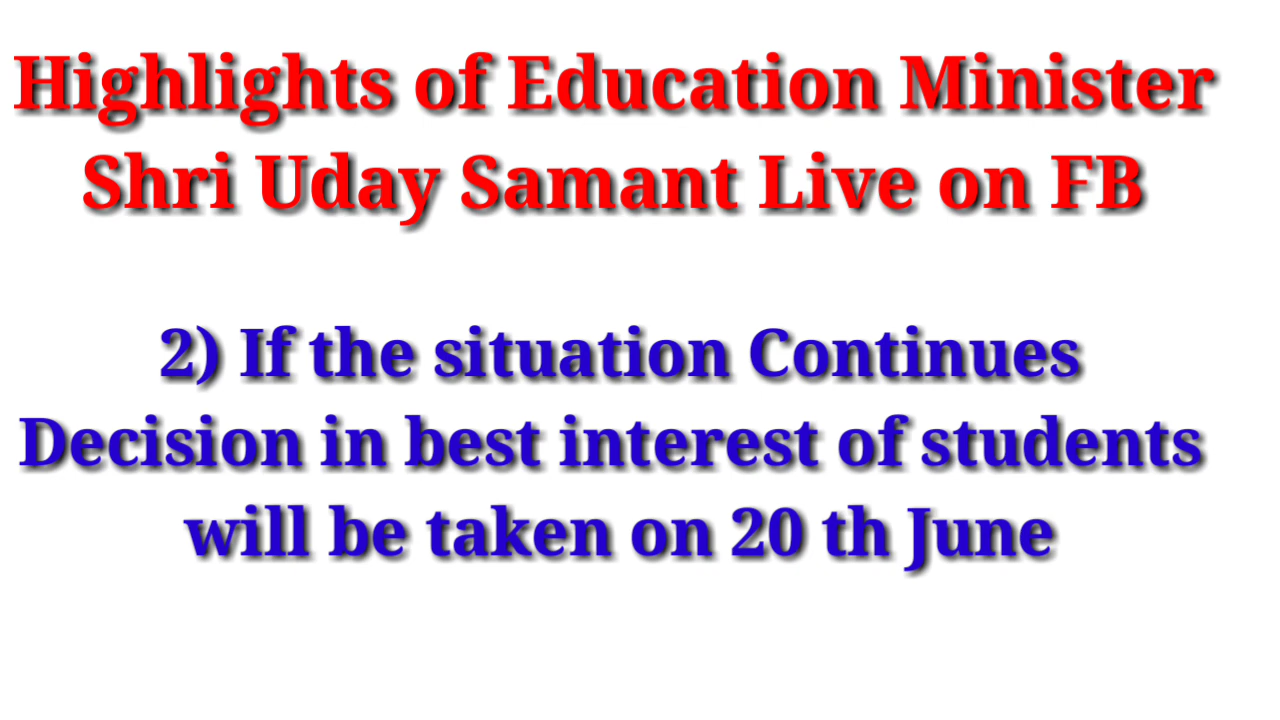 Highlights of Education Minister
Shri Uday Samant Live on FB
2) If the situation Continues
Decision in best interest of students
will be taken on 20 th June